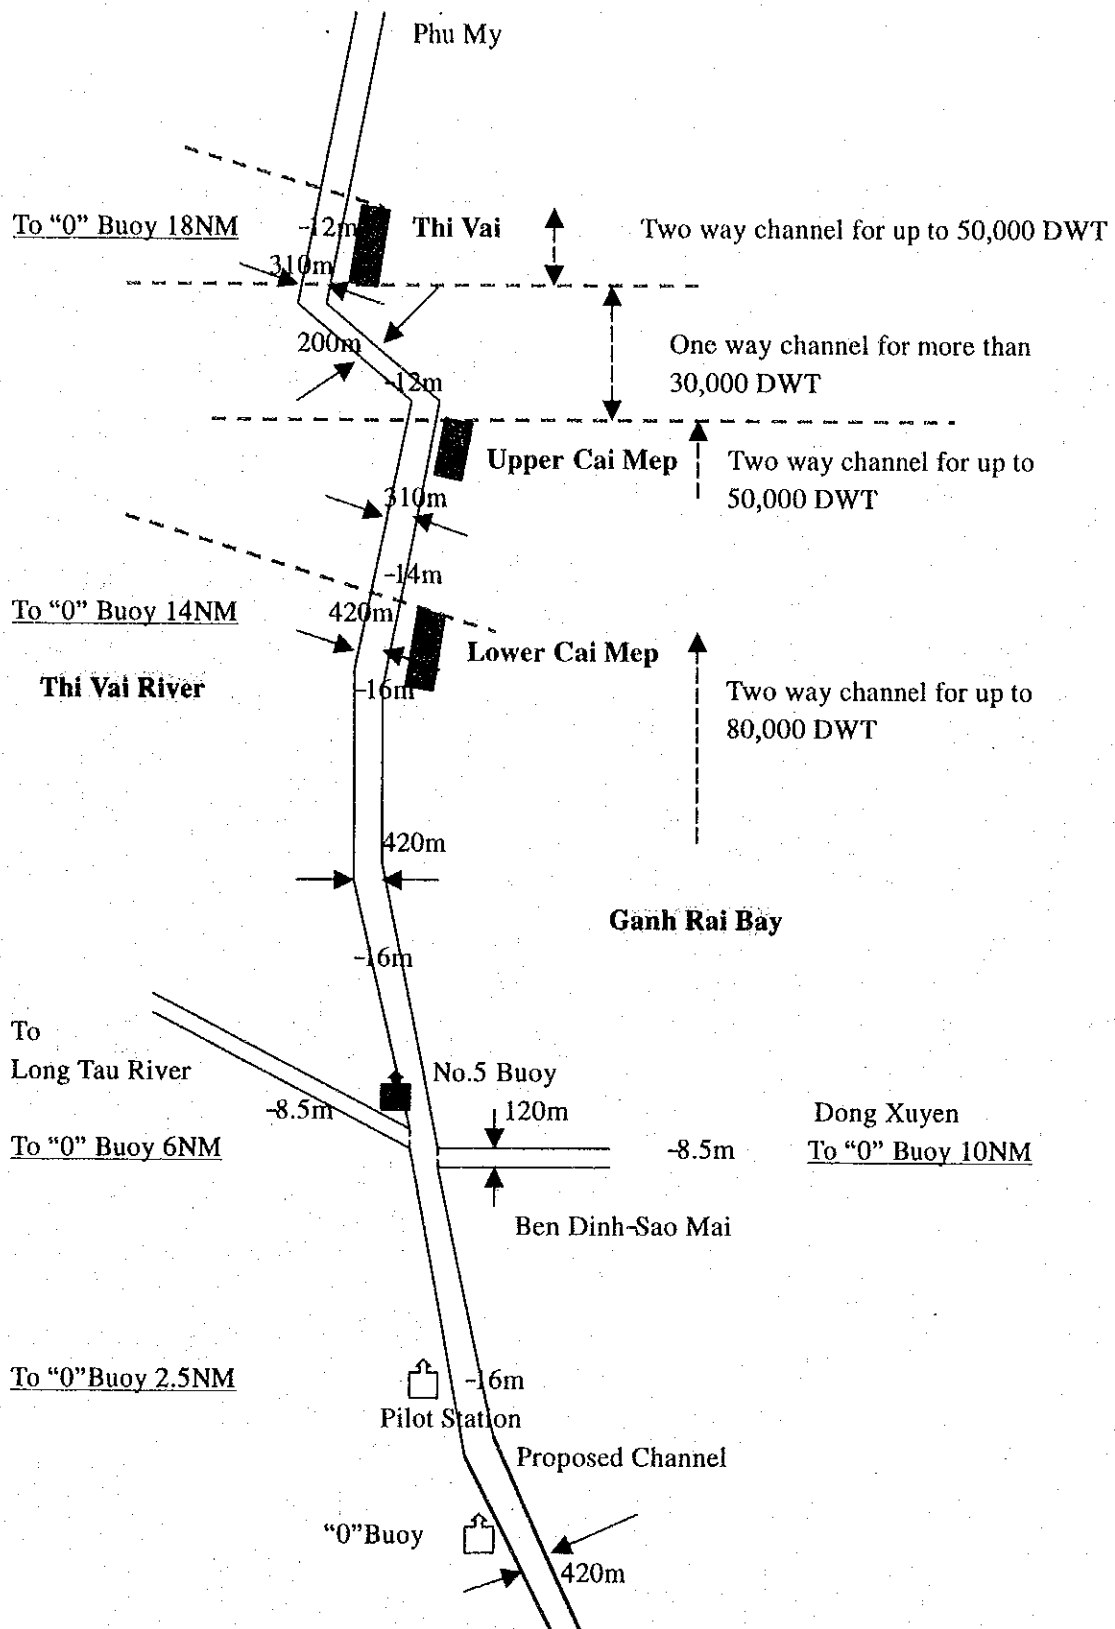 Phu My
To "0" Buoy 18NM
-12m
Thi Vai
Two way channel for up to 50,000 DWT
310m
200m
One way channel for more than
30,000 DWT
-12m
Upper Cai Mep
Two way channel for up to
50,000 DWT
310m
-14m
To "0" Buoy 14NM
420m
Lower Cai Mep
Thi Vai River
-16m
Two way channel for up to
80,000 DWT
420m
Ganh Rai Bay
-16m
To
Long Tau River
No.5 Buoy
-8.5m
120m
Dong Xuyen
To "0" Buoy 6NM
-8.5m
To "0" Buoy 10NM
Ben Dinh-Sao Mai
To "0"Buoy 2.5NM
-16m
Pilot Station
Proposed Channel
"0"Buoy
420m